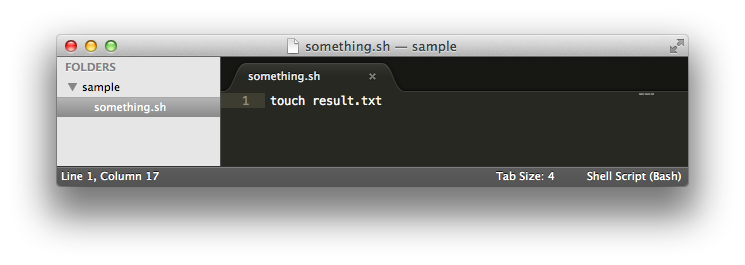 something.sh — sample
FOLDERS
sample
something.sh
something.sh
1 touch result.txt
Line 1, Column 17
Tab Size: 4
Shell Script (Bash)